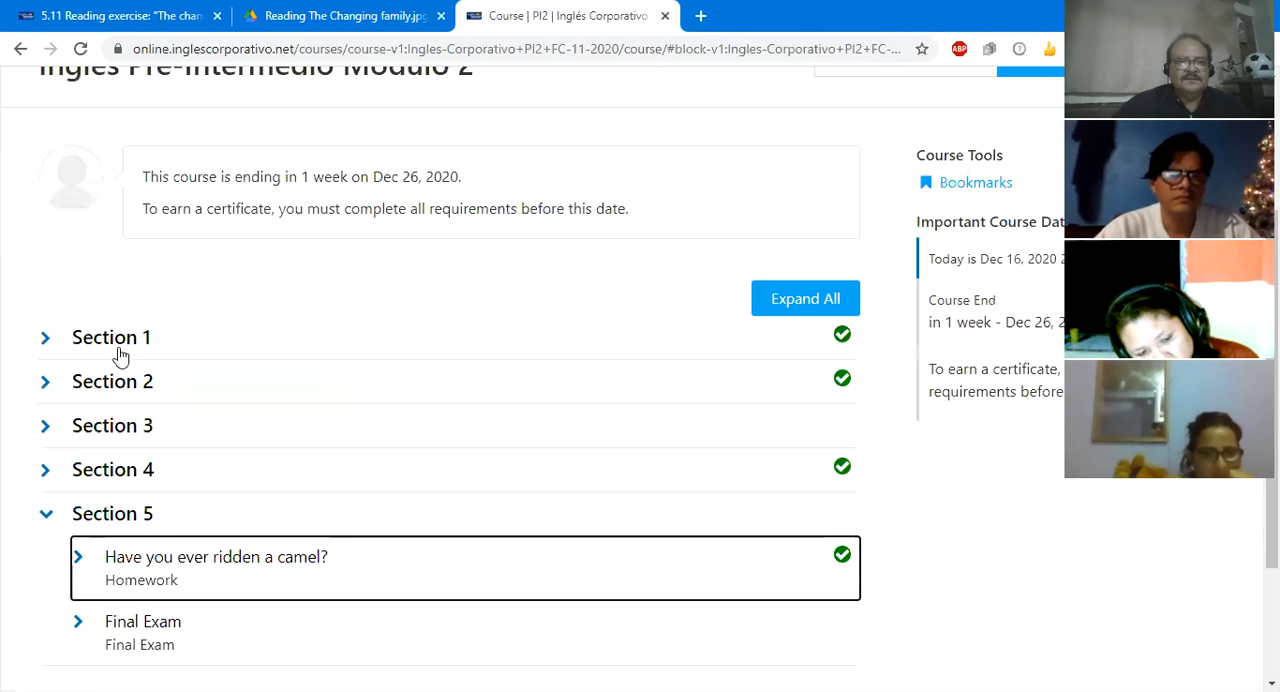 5.11 Reading exercise: "The chan
Reading The Changing family.jpg
Course | PI2 | Inglés Corporativo
online.inglescorporativo.net/courses/course-v1:Ingles-Corporativo+PI2+FC-11-2020/course/#block-v1:Ingles-Corporativo+PI2+FC-...
ABP
Inglés Pre-Intermedio Módulo 2
This course is ending in 1 week on Dec 26, 2020.
To earn a certificate, you must complete all requirements before this date.
Course Tools
Bookmarks
Important Course Dat
Today is Dec 16, 2020 2
Course End
in 1 week - Dec 26, 2
To earn a certificate,
requirements before
Expand All
Section 1
Section 2
Section 3
Section 4
Section 5
Have you ever ridden a camel?
Homework
Final Exam
Final Exam